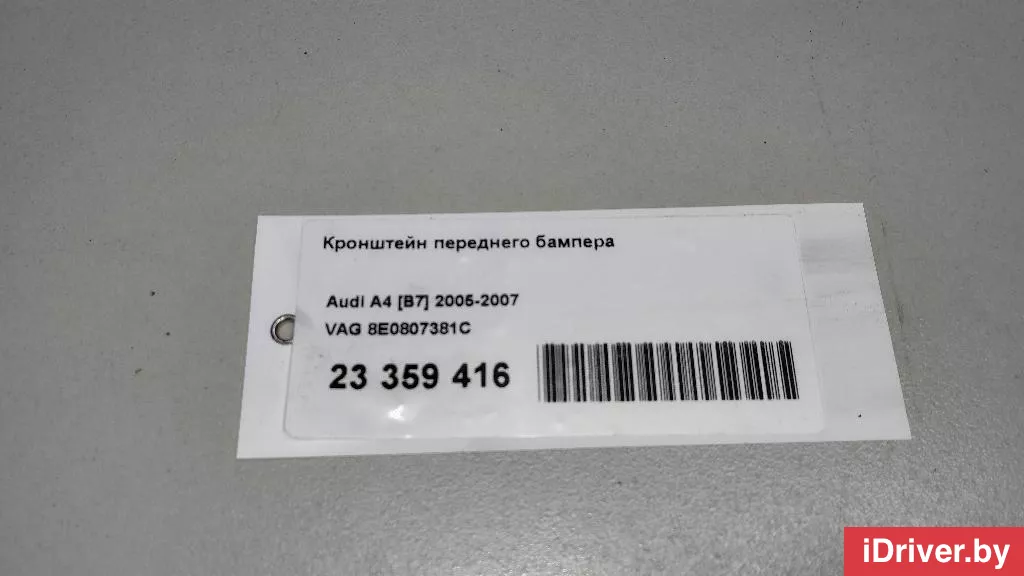 Кронштейн переднего бампера
Audi A4 [B7] 2005-2007
VAG 8E0807381C
23 359 416
iDriver.by